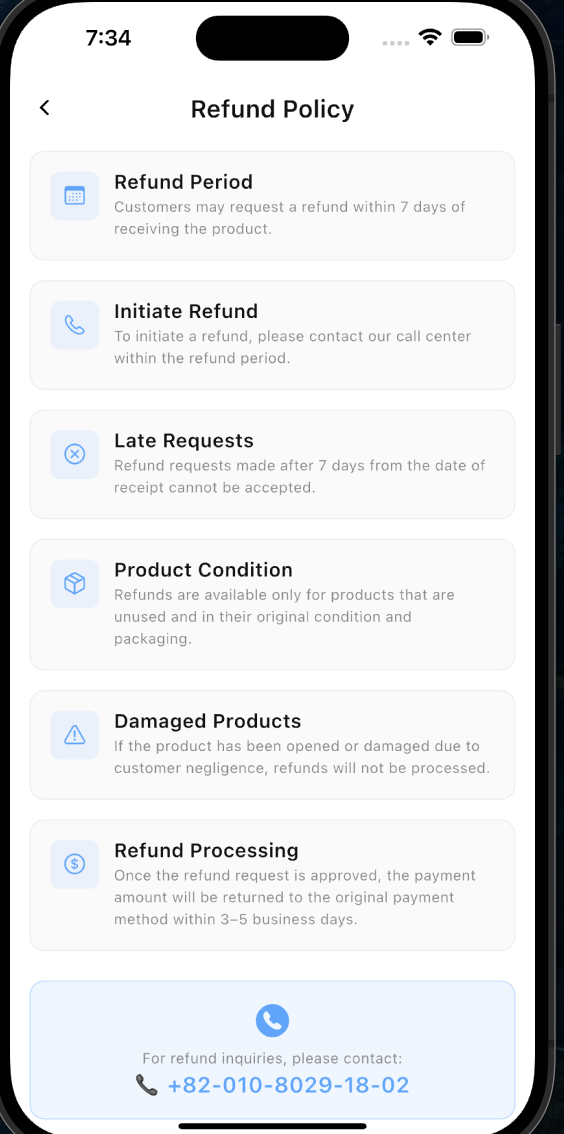 7:34
Refund Policy
Refund Period
Customers may request a refund within 7 days of
receiving the product.
Initiate Refund
To initiate a refund, please contact our call center
within the refund period.
Late Requests
Refund requests made after 7 days from the date of
receipt cannot be accepted.
Product Condition
Refunds are available only for products that are
unused and in their original condition and
packaging.
Damaged Products
If the product has been opened or damaged due to
customer negligence, refunds will not be processed.
Refund Processing
Once the refund request is approved, the payment
amount will be returned to the original payment
method within 3–5 business days.
For refund inquiries, please contact:
📞 +82-010-8029-18-02